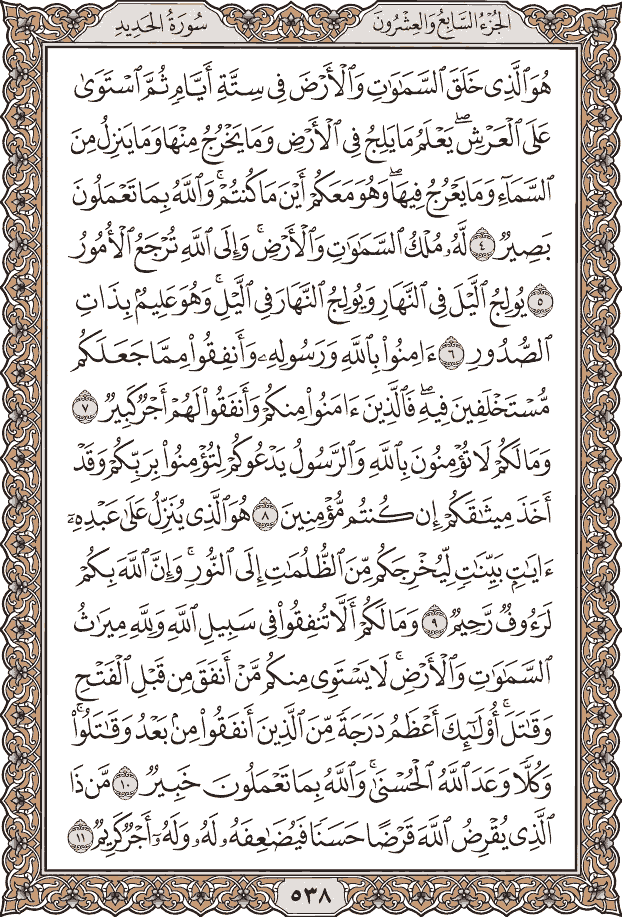 الجُزْءُ السَّابِعُ وَالعِشْرُونَ
سُورَةُ الحَدِيدِ
هُوَ ٱلَّذِى خَلَقَ ٱلسَّمَٰوَٰتِ وَٱلْأَرْضَ فِى سِتَّةِ أَيَّامٍ ثُمَّ ٱسْتَوَىٰ
عَلَى ٱلْعَرْشِۖ يَعْلَمُ مَا يَلِجُ فِى ٱلْأَرْضِ وَمَا يَخْرُجُ مِنْهَا وَمَا يَنزِلُ مِنَ
ٱلسَّمَآءِ وَمَا يَعْرُجُ فِيهَاۖ وَهُوَ مَعَكُمْ أَيْنَ مَا كُنتُمْۚ وَٱللَّهُ بِمَا تَعْمَلُونَ
بَصِيرٌ ٤ لَّهُۥ مُلْكُ ٱلسَّمَٰوَٰتِ وَٱلْأَرْضِۚ وَإِلَى ٱللَّهِ تُرْجَعُ ٱلْأُمُورُ
٥ يُولِجُ ٱلَّيْلَ فِى ٱلنَّهَارِ وَيُولِجُ ٱلنَّهَارَ فِى ٱلَّيْلِۚ وَهُوَ عَلِيمٌۢ بِذَاتِ
ٱلصُّدُورِ ٦ ءَامِنُوا۟ بِٱللَّهِ وَرَسُولِهِۦ وَأَنفِقُوا۟ مِمَّا جَعَلَكُم
مُّسْتَخْلَفِينَ فِيهِۖ فَٱلَّذِينَ ءَامَنُوا۟ مِنكُمْ وَأَنفَقُوا۟ لَهُمْ أَجْرٌ كَبِيرٌ ٧
وَمَا لَكُمْ لَا تُؤْمِنُونَ بِٱللَّهِ وَٱلرَّسُولُ يَدْعُوكُمْ لِتُؤْمِنُوا۟ بِرَبِّكُمْ وَقَدْ
أَخَذَ مِيثَٰقَكُمْ إِن كُنتُم مُّؤْمِنِينَ ٨ هُوَ ٱلَّذِى يُنَزِّلُ عَلَىٰ عَبْدِهِۦٓ
ءَايَٰتٍۭ بَيِّنَٰتٍ لِّيُخْرِجَكُم مِّنَ ٱلظُّلُمَٰتِ إِلَى ٱلنُّورِۚ وَإِنَّ ٱللَّهَ بِكُمْ
لَرَءُوفٌ رَّحِيمٌ ٩ وَمَا لَكُمْ أَلَّا تُنفِقُوا۟ فِى سَبِيلِ ٱللَّهِ وَلِلَّهِ مِيرَٰثُ
ٱلسَّمَٰوَٰتِ وَٱلْأَرْضِۚ لَا يَسْتَوِى مِنكُم مَّنْ أَنفَقَ مِن قَبْلِ ٱلْفَتْحِ
وَقَٰتَلَۚ أُو۟لَٰٓئِكَ أَعْظَمُ دَرَجَةً مِّنَ ٱلَّذِينَ أَنفَقُوا۟ مِنۢ بَعْدُ وَقَٰتَلُوا۟ۚ
وَكُلًّا وَعَدَ ٱللَّهُ ٱلْحُسْنَىٰۚ وَٱللَّهُ بِمَا تَعْمَلُونَ خَبِيرٌ ١٠ مَّن ذَا
ٱلَّذِى يُقْرِضُ ٱللَّهَ قَرْضًا حَسَنًا فَيُضَٰعِفَهُۥ لَهُۥ وَلَهُۥٓ أَجْرٌ كَرِيمٌ ١١
٥٣٨